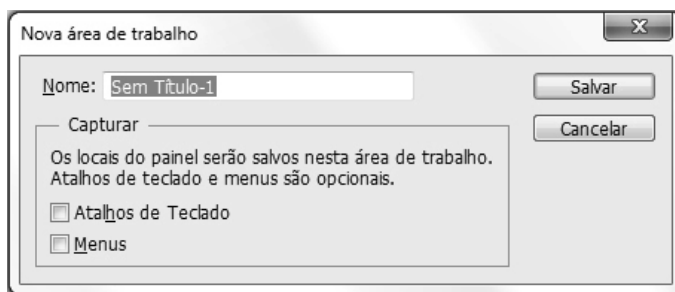 Nova área de trabalho
X
Nome: Sem Título-1
Salvar
Capturar
Cancelar
Os locais do painel serão salvos nesta área de trabalho.
Atalhos de teclado e menus são opcionais.
Atalhos de Teclado
Menus